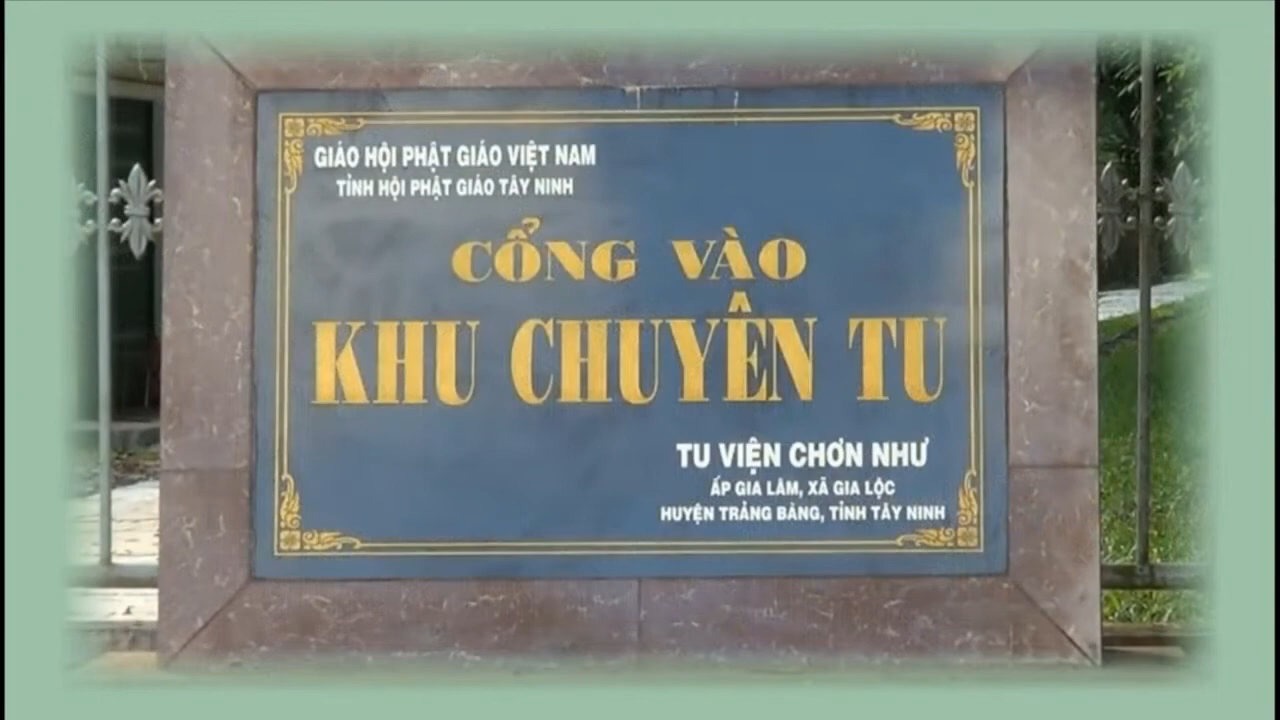 GIÁO HỘI PHẬT GIÁO VIỆT NAM
TỈNH HỘI PHẬT GIÁO TÂY NINH
CỔNG VÀO
KHU CHUYÊN TU
TU VIỆN CHƠN NHƯ
ẤP GIA LÂM, XÃ GIA LỘC
HUYỆN TRẢNG BÀNG, TỈNH TÂY NINH